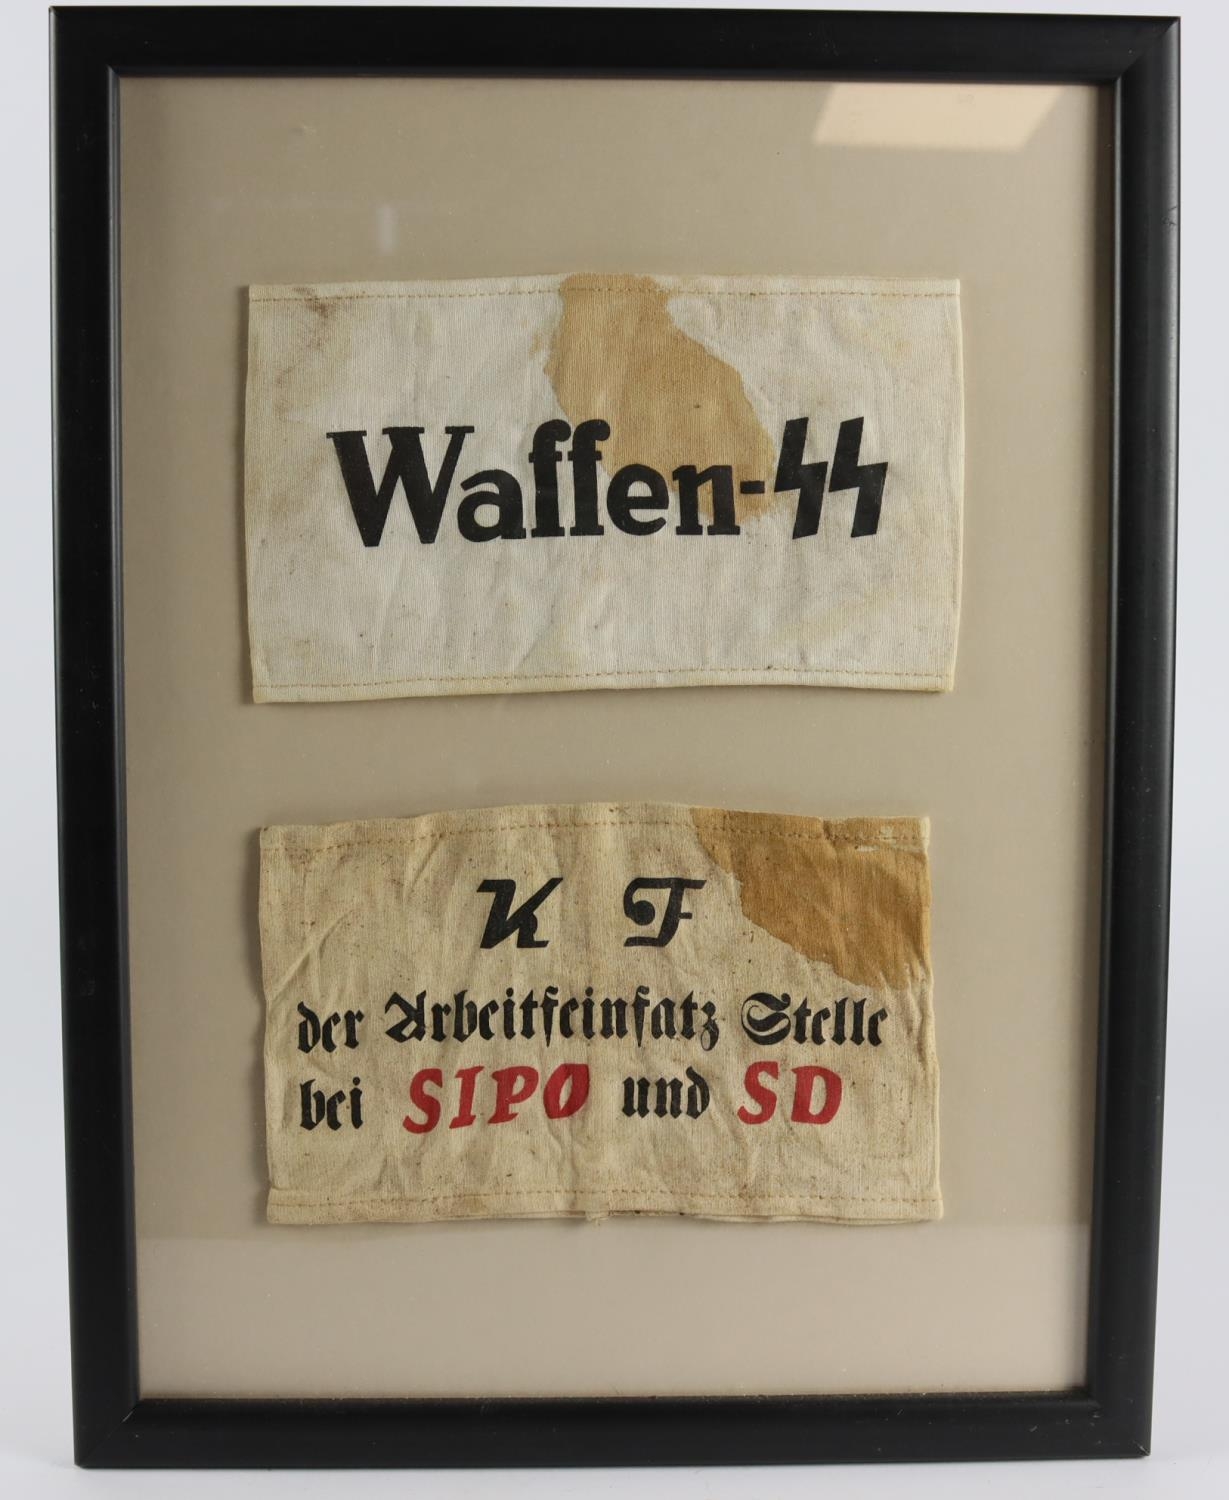 Waffen-SS
K F
der Arbeitseinsatz Stelle
bei SIPO und SD